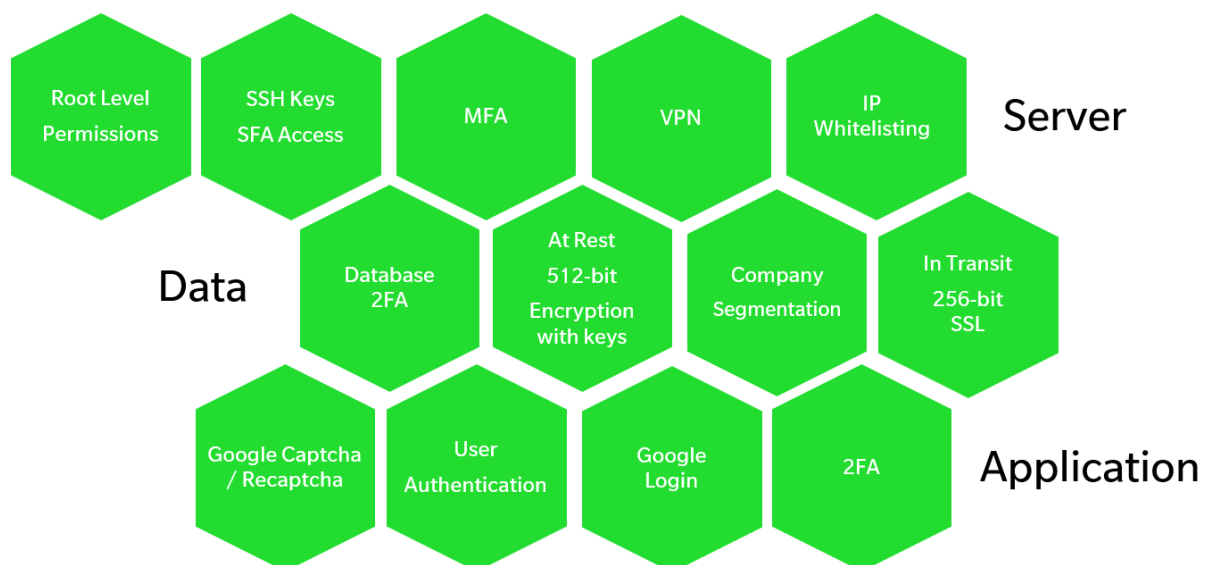 Root Level
Permissions
SSH Keys
SFA Access
MFA
VPN
IP
Whitelisting
Server
Data
Database
2FA
At Rest
512-bit
Encryption
with keys
Company
Segmentation
In Transit
256-bit
SSL
Google Captcha
/ Recaptcha
User
Authentication
Google
Login
2FA
Application